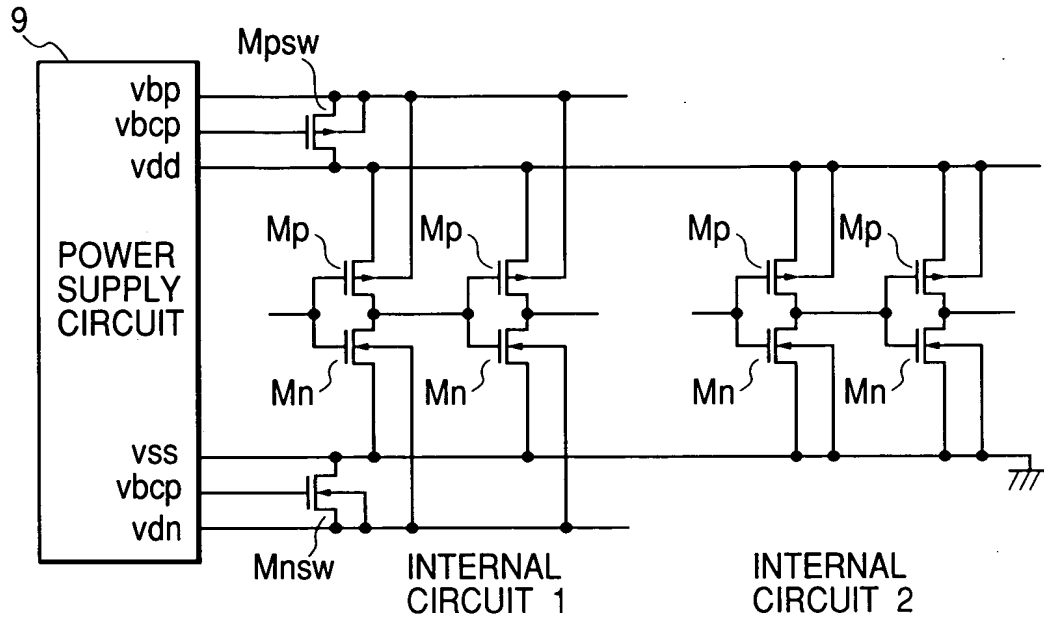 9
Mpsw
vbp
vbcp
vdd
POWER
SUPPLY
CIRCUIT
Mp
Mp
Mp
Mp
Mn
Mn
Mn
Mn
vss
vbcp
vdn
Mnsw
INTERNAL
CIRCUIT 1
INTERNAL
CIRCUIT 2